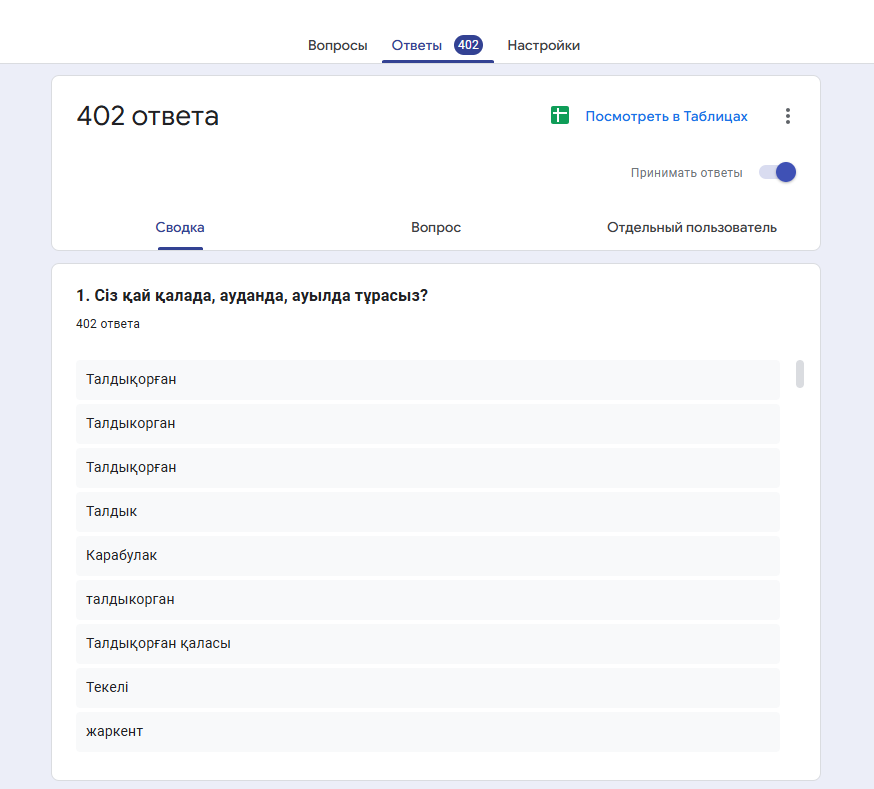 Вопросы Ответы 402 Настройки
402 ответа
Посмотреть в Таблицах
Принимать ответы
Сводка Вопрос Отдельный пользователь
1. Сіз қай қалада, ауданда, ауылда тұрасыз?
402 ответа
Талдықорған
Талдыкорган
Талдықорған
Талдык
Карабулак
талдыкорган
Талдықорған қаласы
Текелі
жаркент